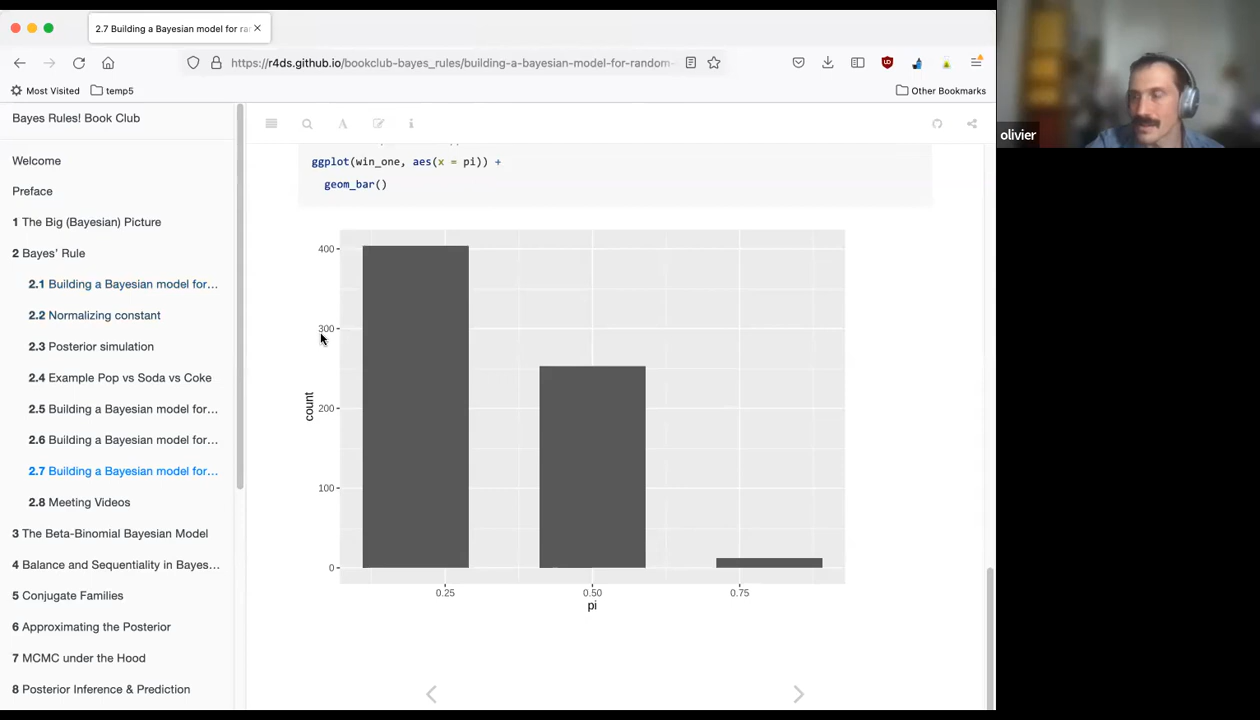 2.7 Building a Bayesian model for ra
https://r4ds.github.io/bookclub-bayes_rules/building-a-bayesian-model-for-random-
Most Visited
temp5
Other Bookmarks
olivier
Bayes Rules! Book Club
Welcome
Preface
1 The Big (Bayesian) Picture
2 Bayes' Rule
2.1 Building a Bayesian model for...
2.2 Normalizing constant
2.3 Posterior simulation
2.4 Example Pop vs Soda vs Coke
2.5 Building a Bayesian model for...
2.6 Building a Bayesian model for...
2.7 Building a Bayesian model for...
2.8 Meeting Videos
3 The Beta-Binomial Bayesian Model
4 Balance and Sequentiality in Bayes...
5 Conjugate Families
6 Approximating the Posterior
7 MCMC under the Hood
8 Posterior Inference & Prediction
ggplot(win_one, aes(x = pi)) +
geom_bar()
400
300
200
100
0
count
0.25 0.50 0.75
pi